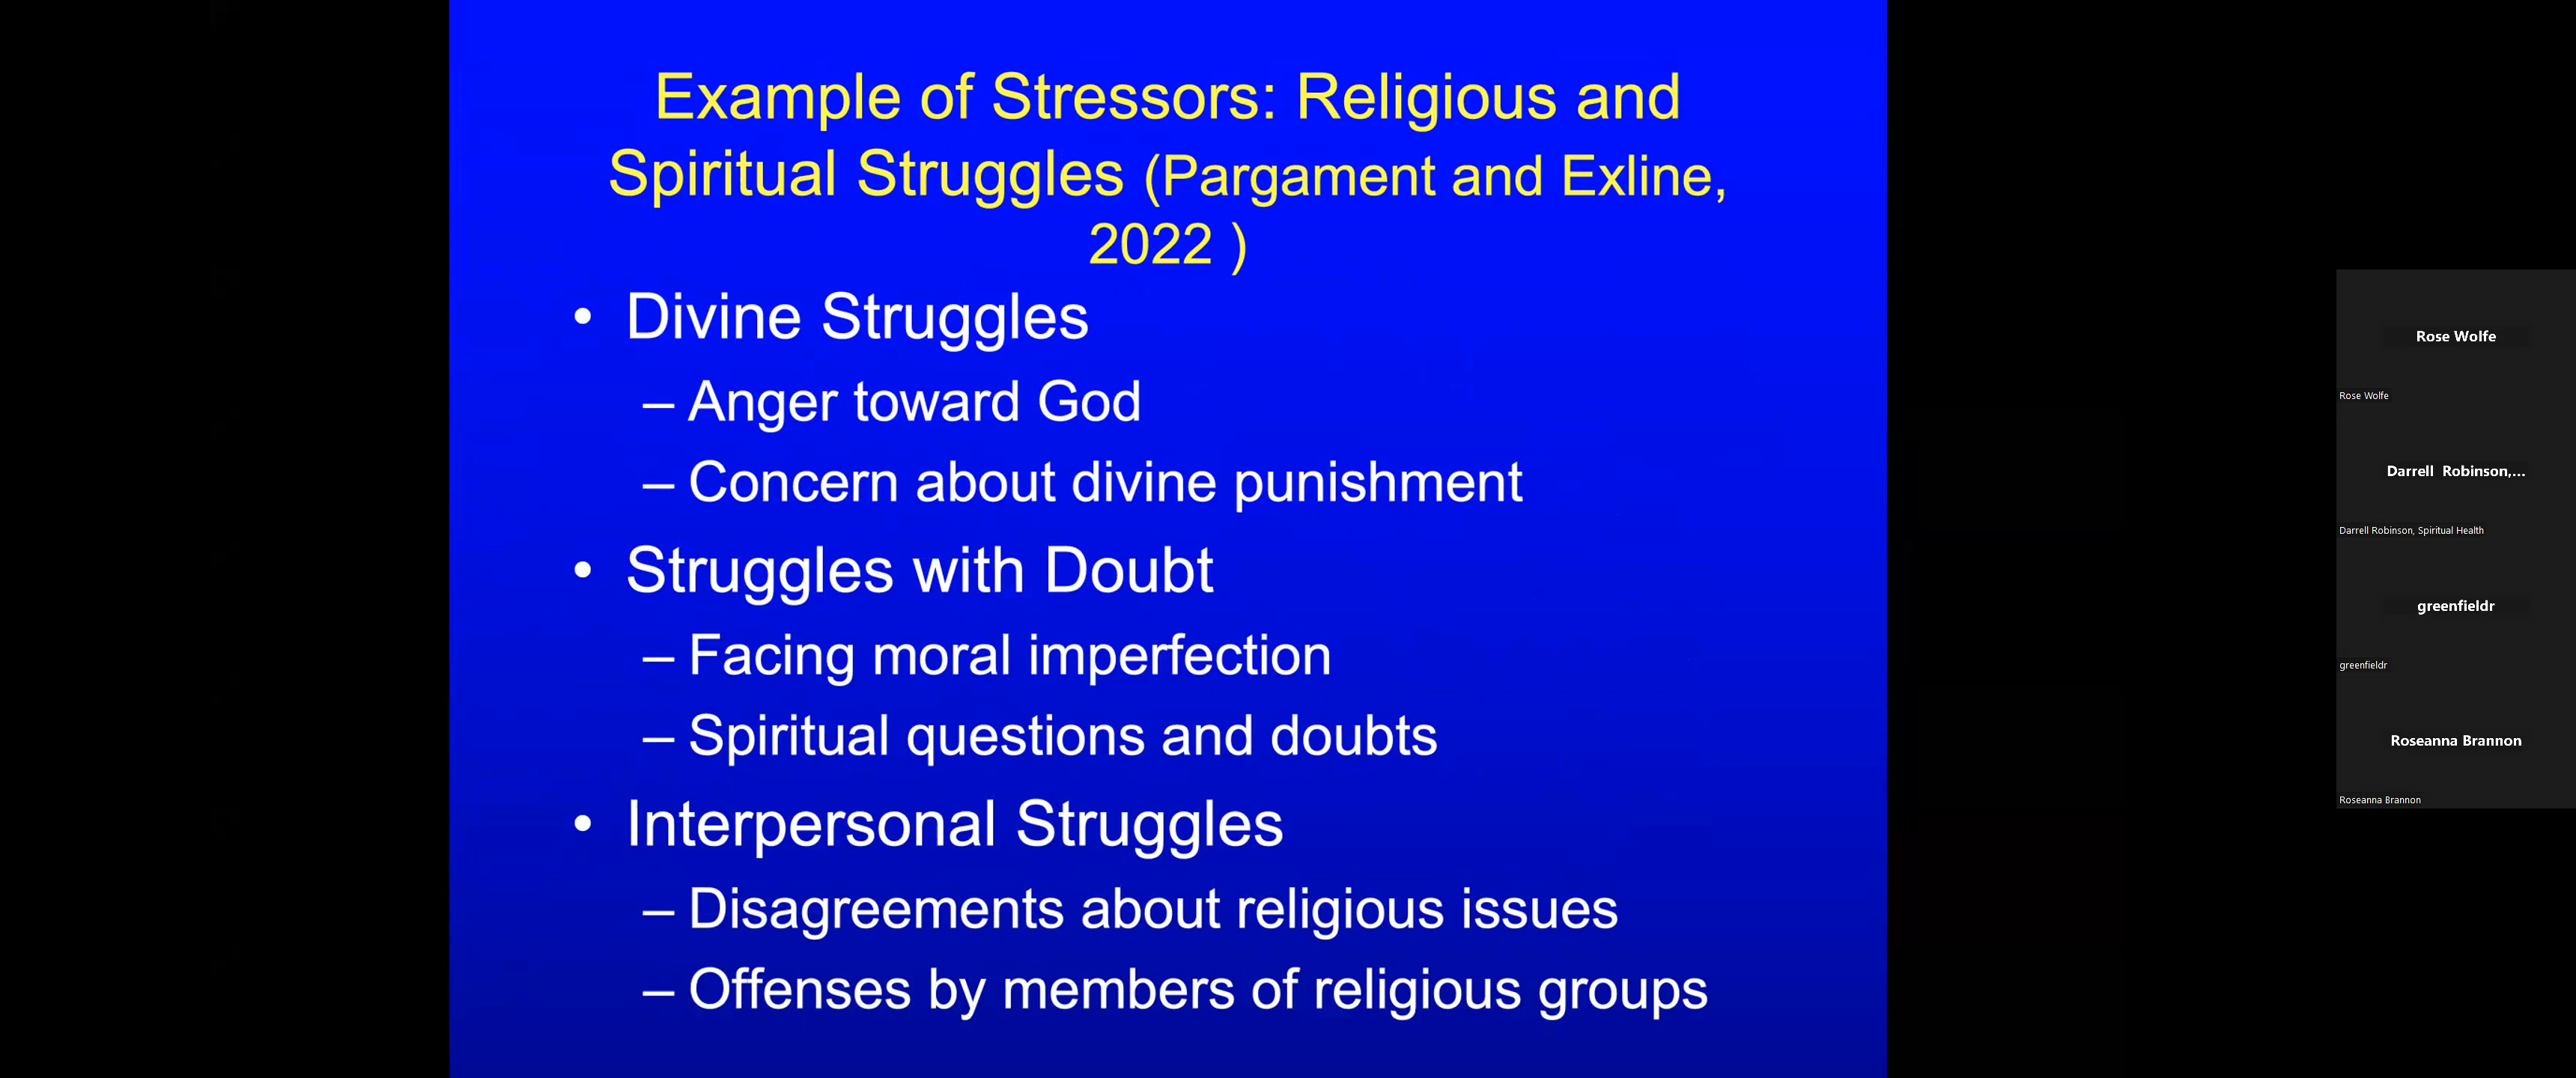 Example of Stressors: Religious and
Spiritual Struggles (Pargament and Exline,
2022 )
• Divine Struggles
– Anger toward God
– Concern about divine punishment
• Struggles with Doubt
– Facing moral imperfection
– Spiritual questions and doubts
• Interpersonal Struggles
– Disagreements about religious issues
– Offenses by members of religious groups
Rose Wolfe
Rose Wolfe
Darrell Robinson,...
Darrell Robinson, Spiritual Health
greenfieldr
greenfieldr
Roseanna Brannon
Roseanna Brannon